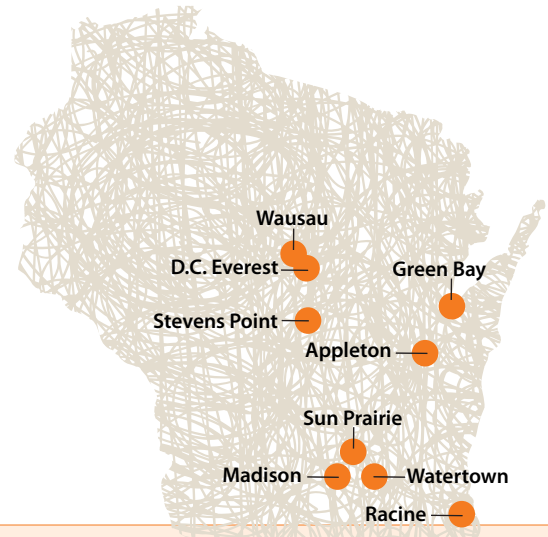 Wausau
D.C. Everest
Green Bay
Stevens Point
Appleton
Sun Prairie
Madison
Watertown
Racine